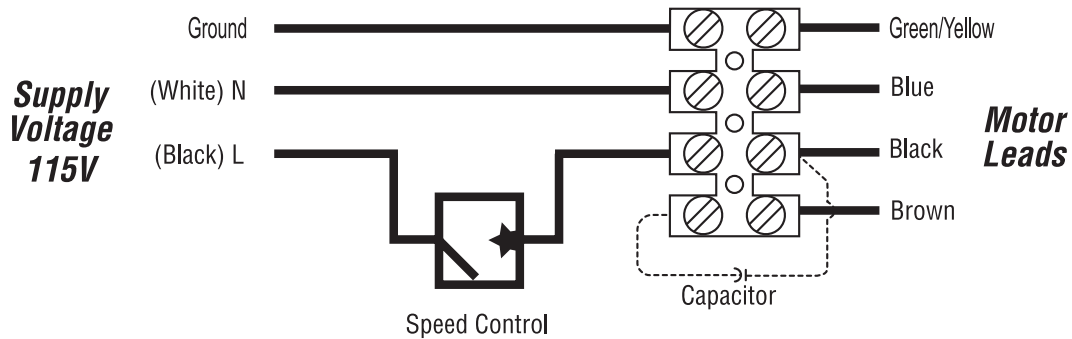 Supply
Voltage
115V
Ground
(White) N
(Black) L
Speed Control
Green/Yellow
Blue
Black
Brown
Motor
Leads
Capacitor